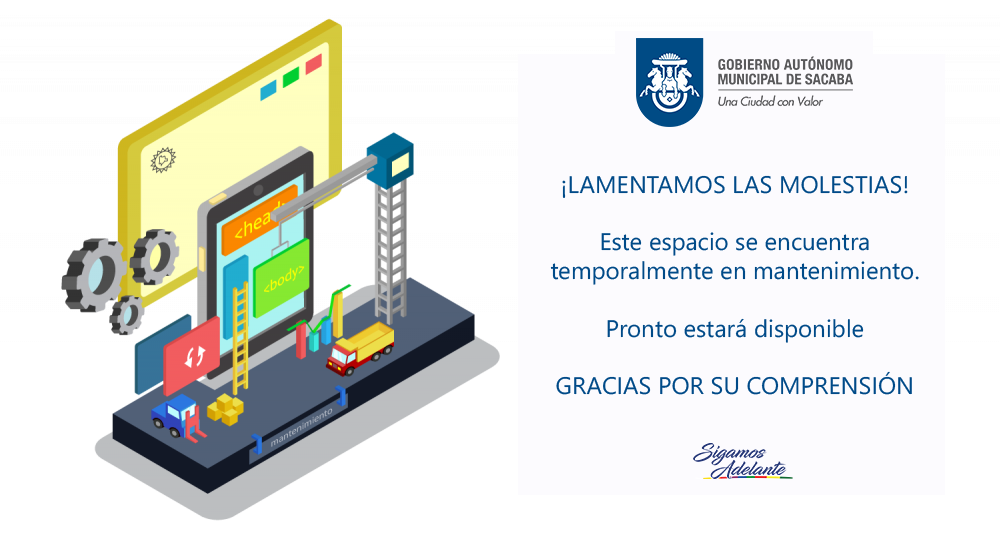 GOBIERNO AUTÓNOMO
MUNICIPAL DE SACABA
Una Ciudad con Valor
¡LAMENTAMOS LAS MOLESTIAS!
Este espacio se encuentra
temporalmente en mantenimiento.
Pronto estará disponible
GRACIAS POR SU COMPRENSIÓN
Sigamos
Adelante
<head>
<body>
mantenimiento